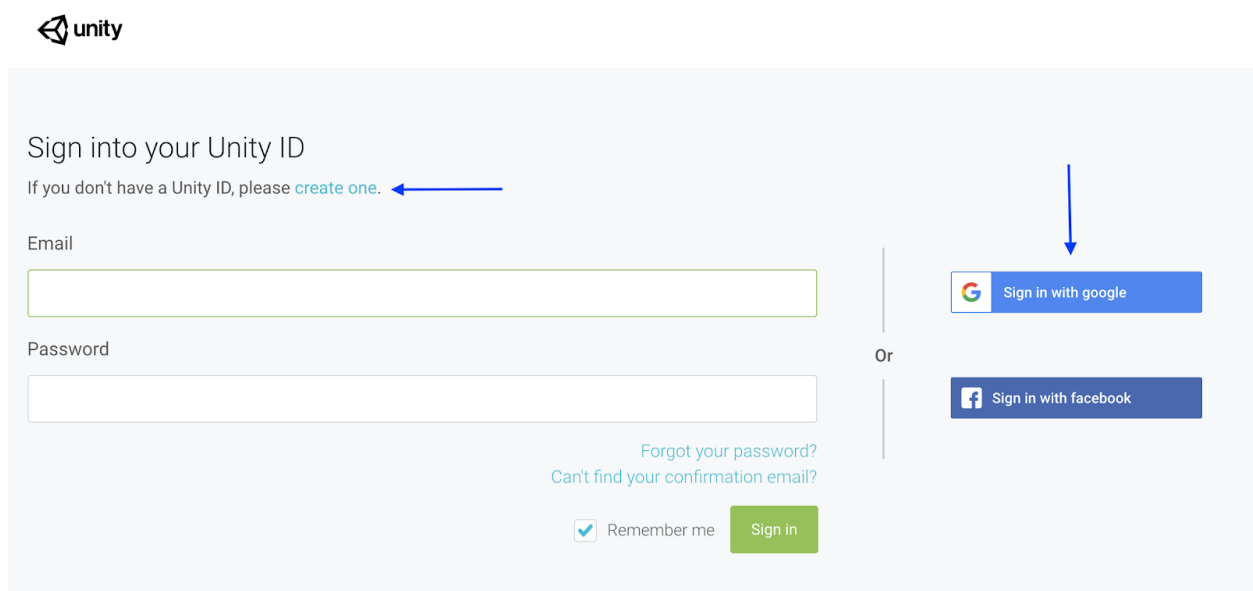 unity
Sign into your Unity ID
If you don't have a Unity ID, please create one.
Email
Password
Forgot your password?
Can't find your confirmation email?
Remember me
Sign in
Or
Sign in with google
Sign in with facebook